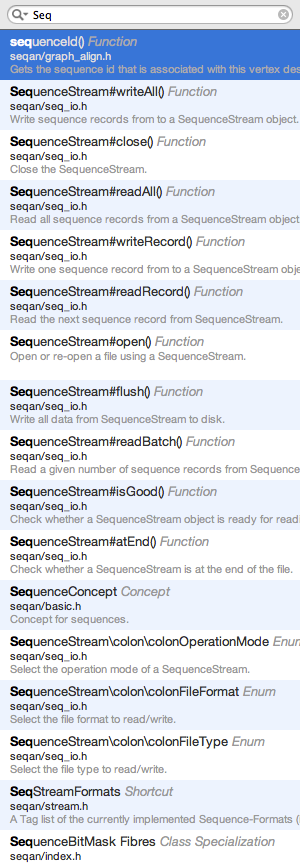 Seq
sequenceId() Function
seqan/graph_align.h
Gets the sequence id that is associated with this vertex des
SequenceStream#writeAll() Function
seqan/seq_io.h
Write sequence records from to a SequenceStream object.
SequenceStream#close() Function
seqan/seq_io.h
Close the SequenceStream.
SequenceStream#readAll() Function
seqan/seq_io.h
Read all sequence records from a SequenceStream object
SequenceStream#writeRecord() Function
seqan/seq_io.h
Write one sequence record from to a SequenceStream obje
SequenceStream#readRecord() Function
seqan/seq_io.h
Read the next sequence record from SequenceStream.
SequenceStream#open() Function
Open or re-open a file using a SequenceStream.
SequenceStream#flush() Function
seqan/seq_io.h
Write all data from SequenceStream to disk.
SequenceStream#readBatch() Function
seqan/seq_io.h
Read a given number of sequence records from Sequence
SequenceStream#isGood() Function
seqan/seq_io.h
Check whether a SequenceStream object is ready for readi
SequenceStream#atEnd() Function
seqan/seq_io.h
Check whether a SequenceStream is at the end of the file.
SequenceConcept Concept
seqan/basic.h
Concept for sequences.
SequenceStream\colon\colonOperationMode Enum
seqan/seq_io.h
Select the operation mode of a SequenceStream.
SequenceStream\colon\colonFileFormat Enum
seqan/seq_io.h
Select the file format to read/write.
SequenceStream\colon\colonFileType Enum
seqan/seq_io.h
Select the file type to read/write.
SeqStreamFormats Shortcut
seqan/stream.h
A Tag list of the currently implemented Sequence-Formats (i
SequenceBitMask Fibres Class Specialization
seqan/index.h